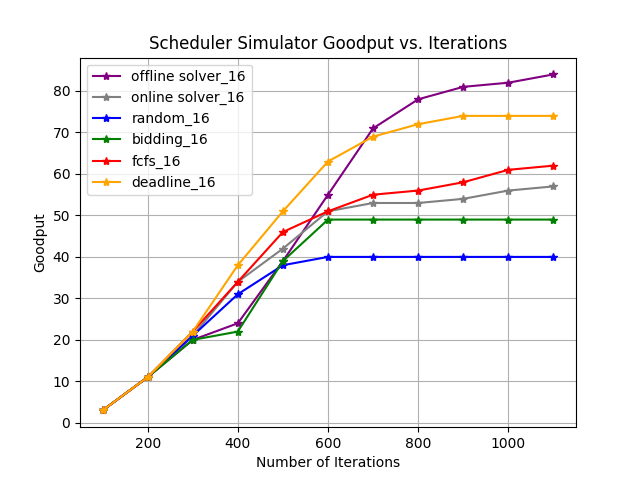 Scheduler Simulator Goodput vs. Iterations
offline solver_16
online solver_16
random_16
bidding_16
fcfs_16
deadline_16
80
70
60
50
40
30
20
10
0
Goodput
200 400 600 800 1000
Number of Iterations